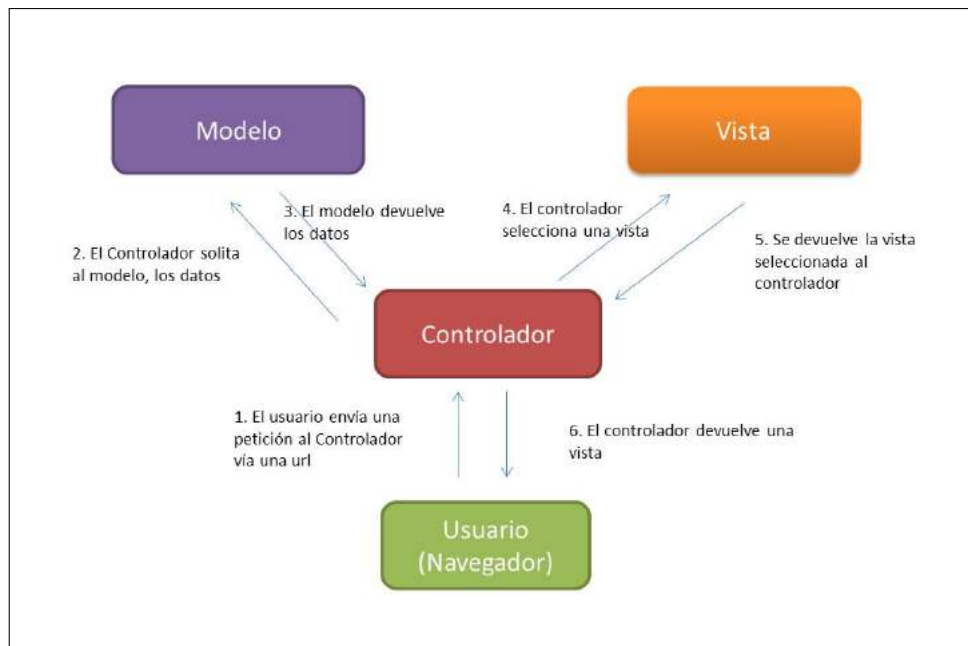 Modelo
Vista
3. El modelo devuelve
los datos
4. El controlador
selecciona una vista
2. El Controlador solita
al modelo, los datos
5. Se devuelve la vista
seleccionada al
controlador
Controlador
1. El usuario envía una
petición al Controlador
vía una url
6. El controlador devuelve una
vista
Usuario
(Navegador)